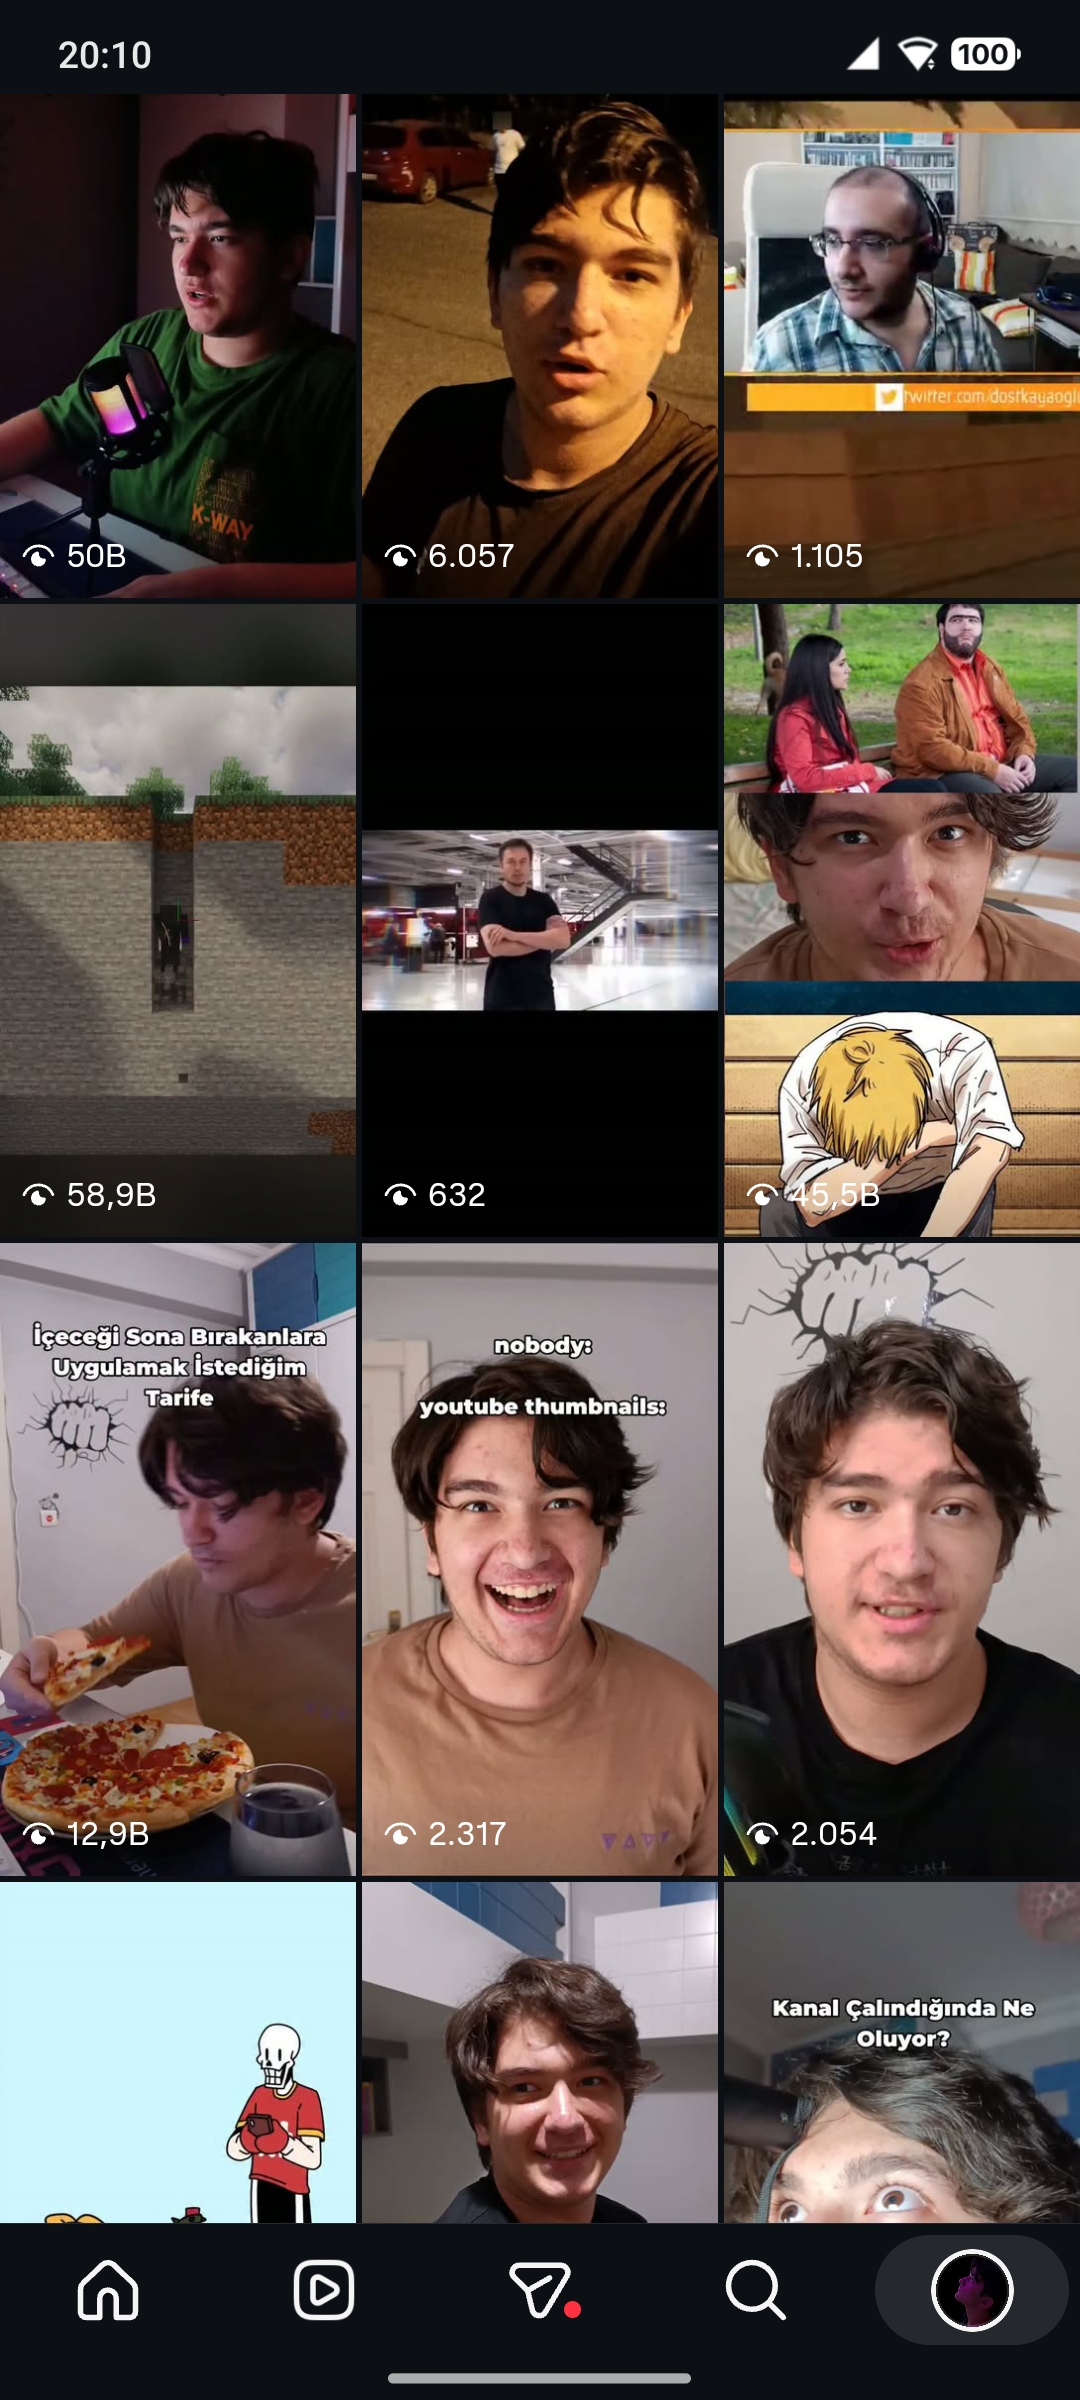 20:10
100
K-WAY
twitter.com/dostkayaogl
50B
6.057
1.105
58,9B
632
45,5B
İçeceği Sona Bırakanlara
Uygulamak İstediğim
Tarife
nobody:
youtube thumbnails:
12,9B
2.317
2.054
Kanal Çalındığında Ne
Oluyor?